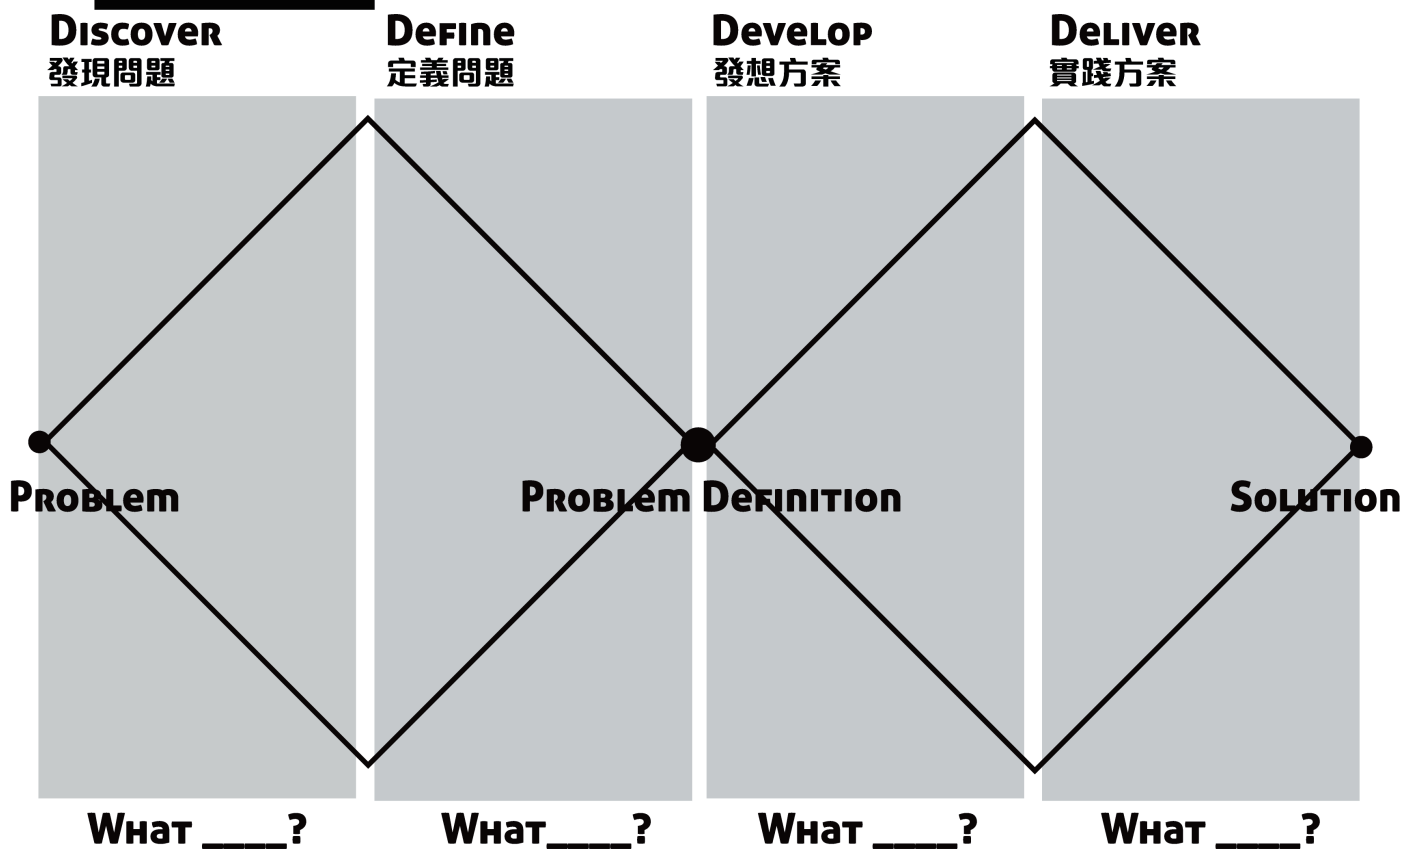 Discover
發現問題
Define
定義問題
Develop
發想方案
Deliver
實踐方案
Problem
Problem Definition
Solution
What ____?
What____?
What ____?
What ____?